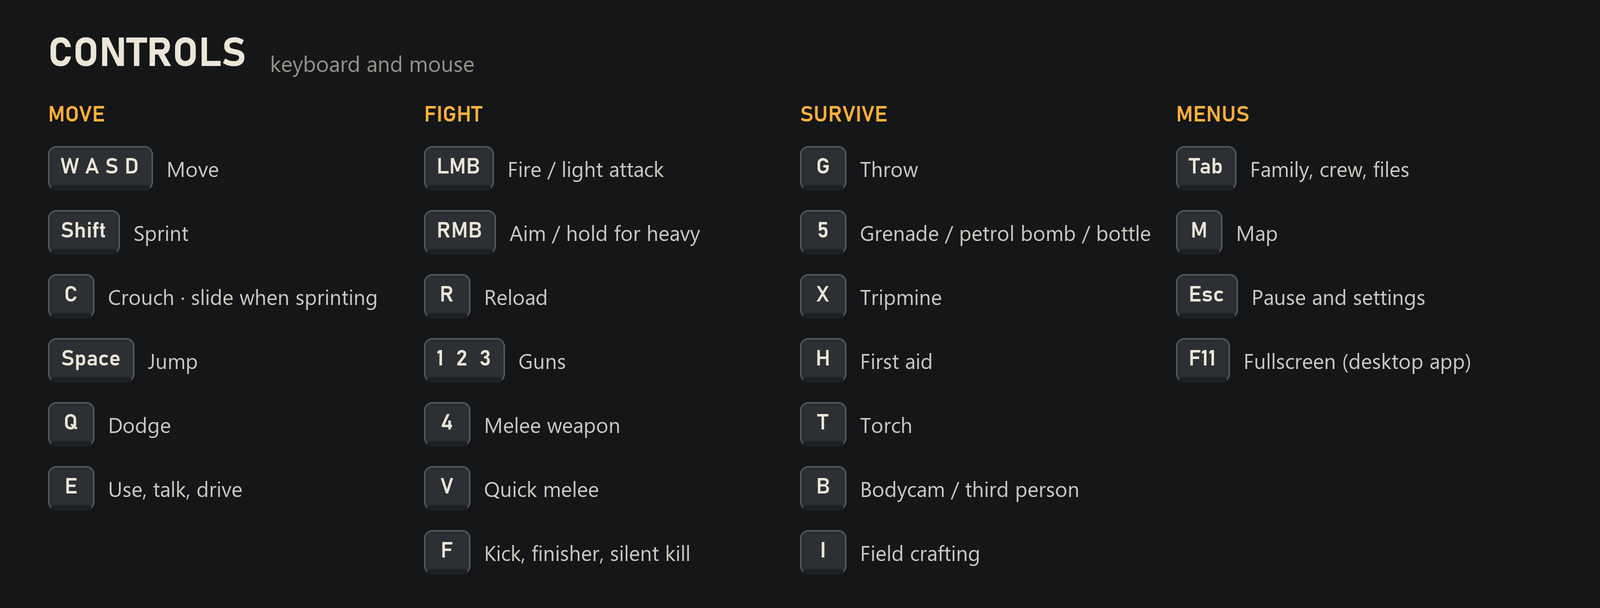 CONTROLS keyboard and mouse
MOVE
W A S D Move
Shift Sprint
C Crouch · slide when sprinting
Space Jump
Q Dodge
E Use, talk, drive
FIGHT
LMB Fire / light attack
RMB Aim / hold for heavy
R Reload
1 2 3 Guns
4 Melee weapon
V Quick melee
F Kick, finisher, silent kill
SURVIVE
G Throw
5 Grenade / petrol bomb / bottle
X Tripmine
H First aid
T Torch
B Bodycam / third person
I Field crafting
MENUS
Tab Family, crew, files
M Map
Esc Pause and settings
F11 Fullscreen (desktop app)